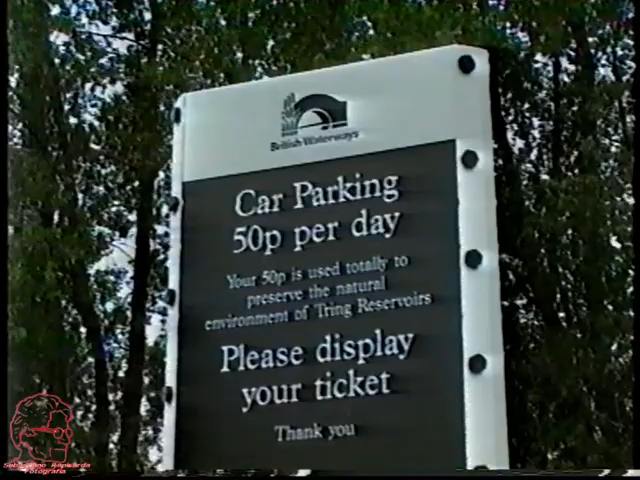 British Waterways
Car Parking
50p per day
Your 50p is used totally to
preserve the natural
environment of Tring Reservoirs
Please display
your ticket
Thank you
Fotografia